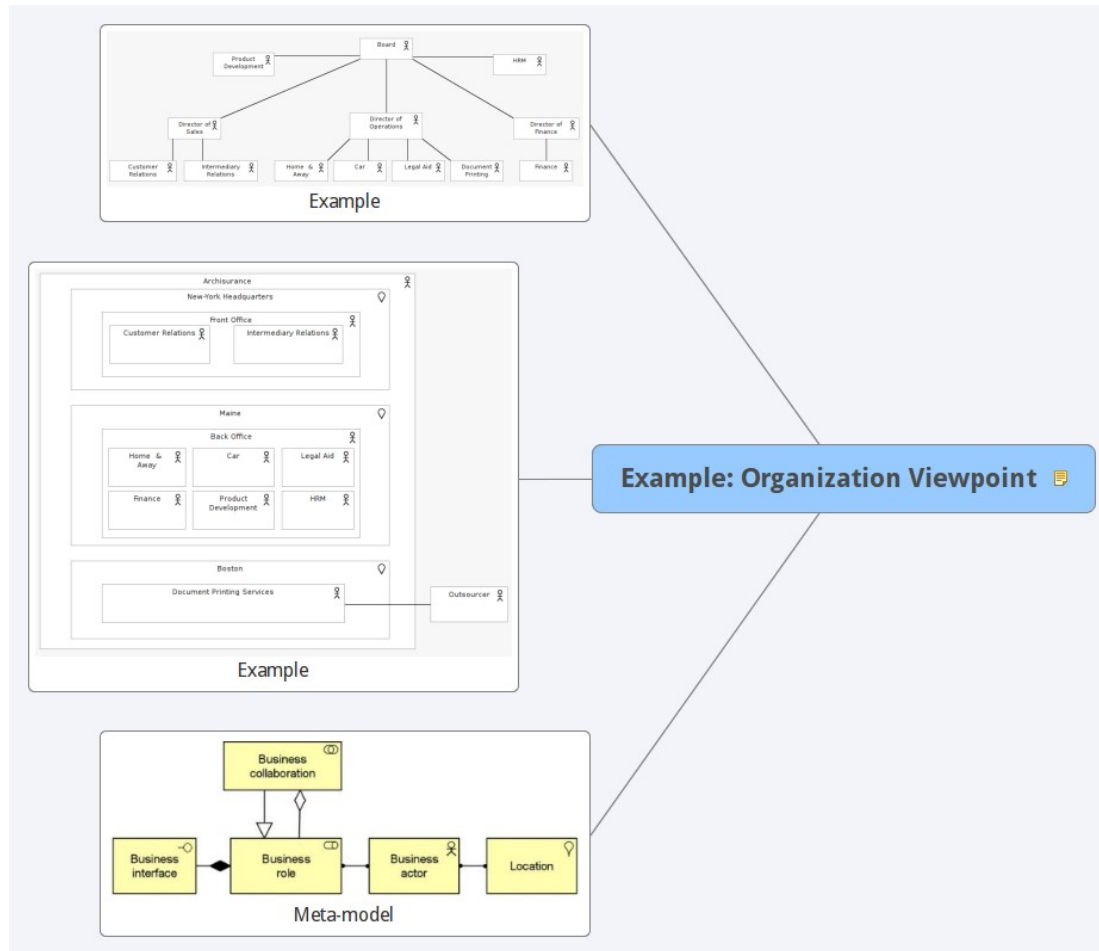 Board
Product
Development
HRM
Director of
Sales
Director of
Operations
Director of
Finance
Customer
Relations
Intermediary
Relations
Home & Away
Car
Legal Aid
Document
Printing
Finance
Example
Archisurance
New-York Headquarters
Front Office
Customer Relations
Intermediary Relations
Maine
Back Office
Home &
Away
Car
Legal Aid
Finance
Product
Development
HRM
Boston
Document Printing Services
Outsourcer
Example
Example: Organization Viewpoint
Business
collaboration
Business
interface
Business
role
Business
actor
Location
Meta-model